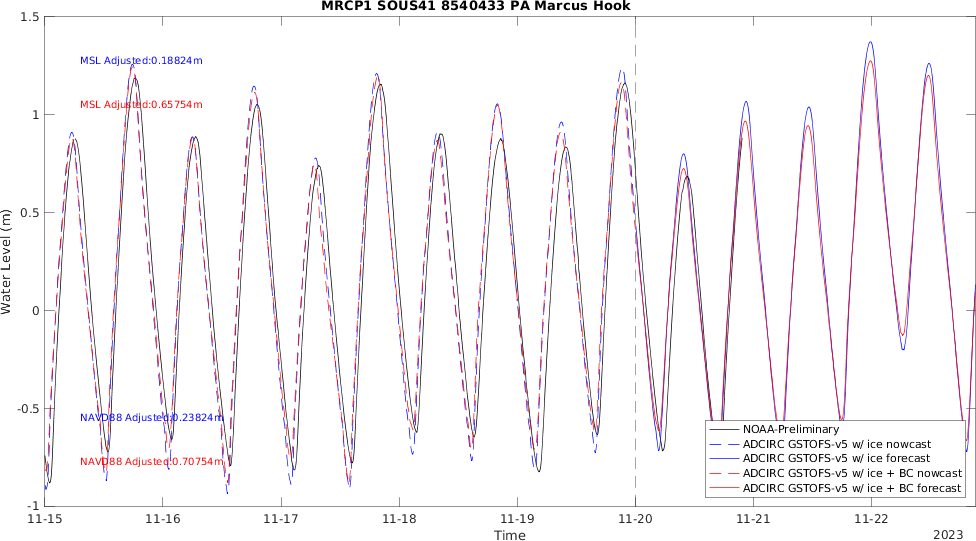 MRCP1 SOUS41 8540433 PA Marcus Hook
1.5
MSL Adjusted:0.18824m
MSL Adjusted:0.65754m
1
0.5
Water Level (m)
0
-0.5
NAVD88 Adjusted:0.23824m
NAVD88 Adjusted:0.70754m
-1
NOAA-Preliminary
ADCIRC GSTOFS-v5 w/ ice nowcast
ADCIRC GSTOFS-v5 w/ ice forecast
ADCIRC GSTOFS-v5 w/ ice + BC nowcast
ADCIRC GSTOFS-v5 w/ ice + BC forecast
11-15 11-16 11-17 11-18 11-19 11-20 11-21 11-22
Time
2023